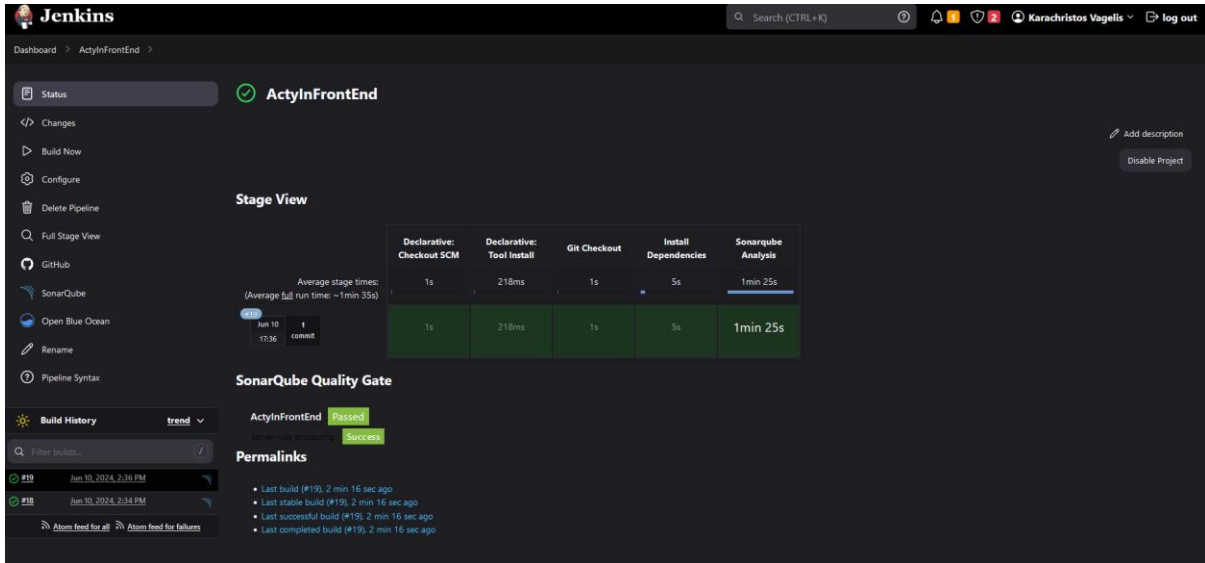 Jenkins
Search (CTRL+K)
1
2
Karachristos Vagelis
log out
Dashboard > ActyInFrontEnd >
Status
Changes
Build Now
Configure
Delete Pipeline
Full Stage View
GitHub
SonarQube
Open Blue Ocean
Rename
Pipeline Syntax
Build History
trend
Filter builds...
/
#19 Jun 10, 2024, 2:36 PM
#18 Jun 10, 2024, 2:34 PM
Atom feed for all Atom feed for failures
ActyInFrontEnd
Add description
Disable Project
Stage View
Declarative: Checkout SCM
Declarative: Tool Install
Git Checkout
Install Dependencies
Sonarqube Analysis
Average stage times:
(Average full run time: ~1min 35s)
1s 218ms 1s 5s 1min 25s
#19
Jun 10
17:36
1 commit
1s 218ms 1s 5s 1min 25s
SonarQube Quality Gate
ActyInFrontEnd Passed
server-side processing: Success
Permalinks
• Last build (#19), 2 min 16 sec ago
• Last stable build (#19), 2 min 16 sec ago
• Last successful build (#19), 2 min 16 sec ago
• Last completed build (#19), 2 min 16 sec ago